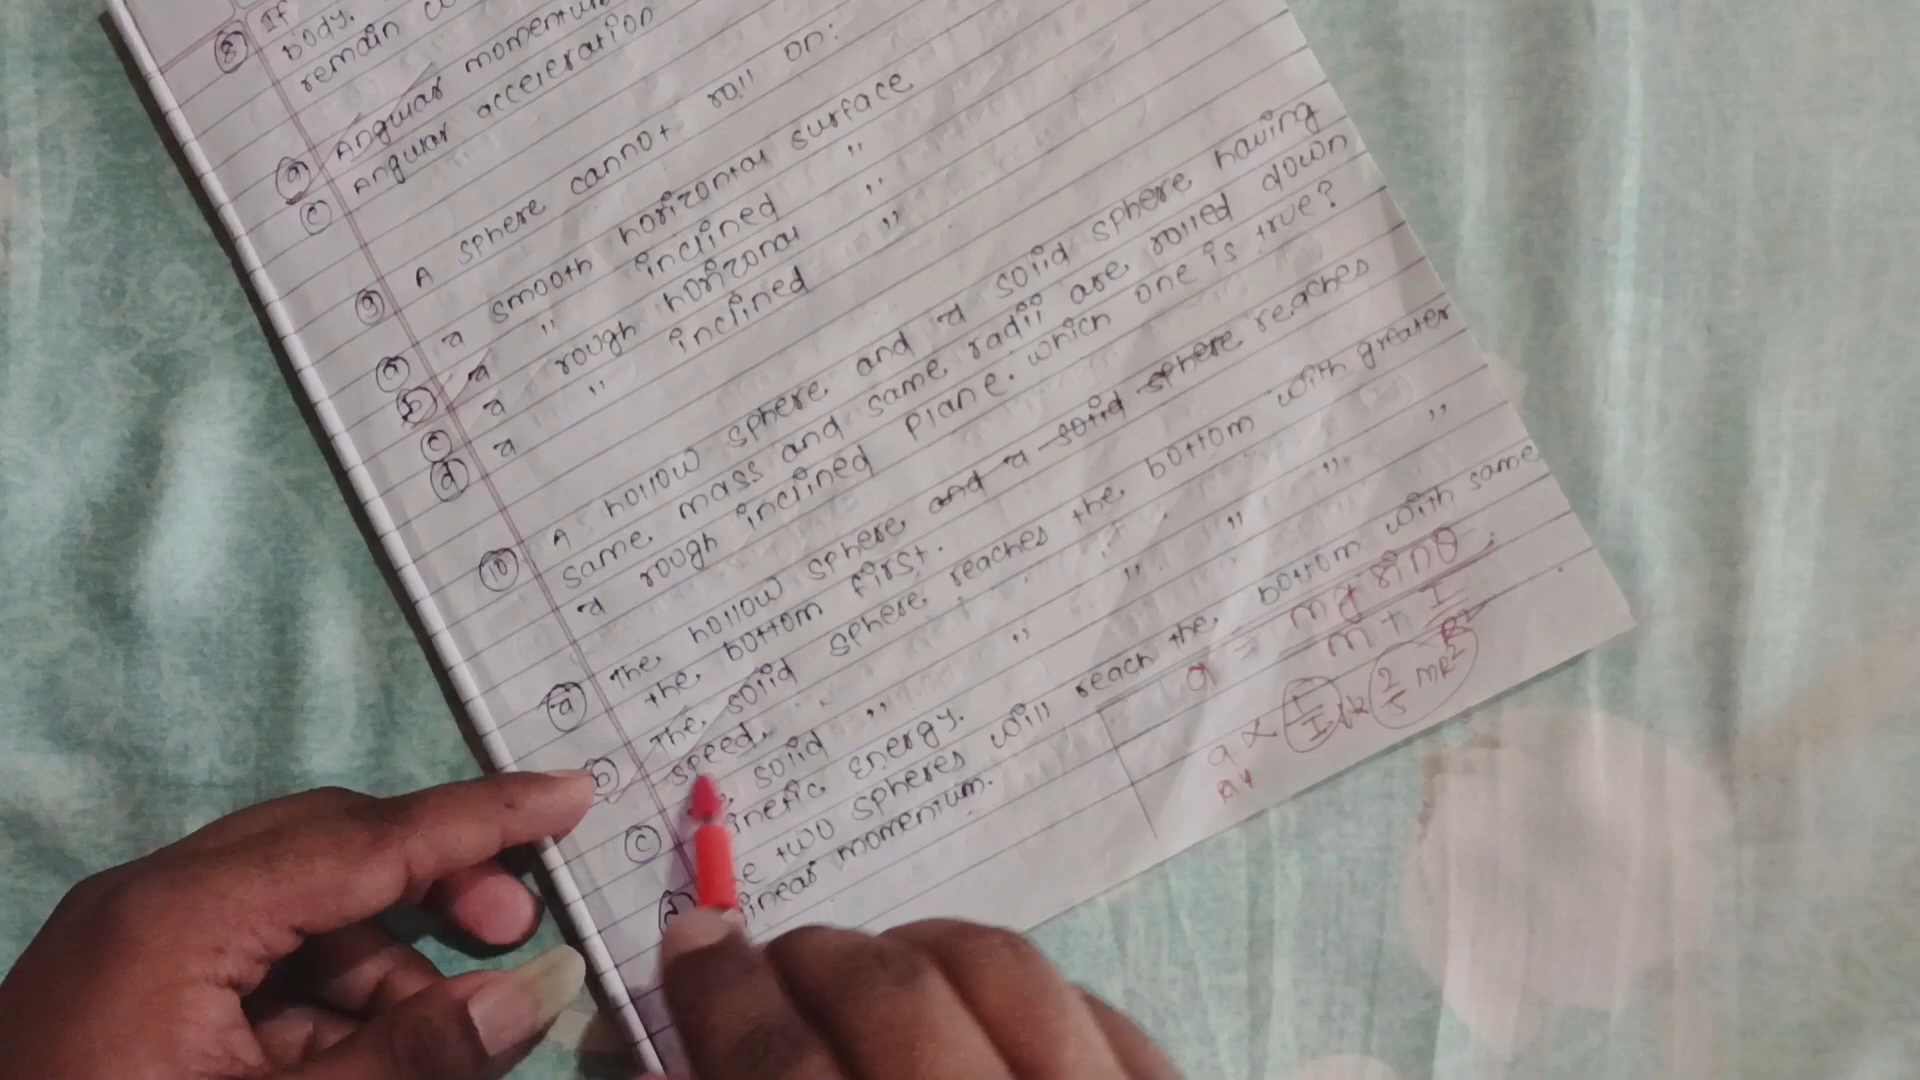 ⑧ If
body.
remain
ⓐ Angular momentum
ⓒ Angular acceleration
⑨ A sphere cannot roll on:
ⓐ a smooth horizontal surface
ⓑ a " inclined "
ⓒ a rough horizonal "
ⓓ a " inclined "
⑩ A hollow sphere and a solid sphere having
same mass and same radii are rolled down
a rough inclined plane. which one is true?
ⓐ The hollow sphere and a solid sphere reaches
the bottom first.
ⓑ The solid sphere reaches the bottom with greater
speed.
ⓒ solid " " " " " "
kinetic Energy.
two spheres will reach the bottom with same
linear momentum.
a = mg sinθ / m + I/R²
a ∝ 1/I 2/5 MR²